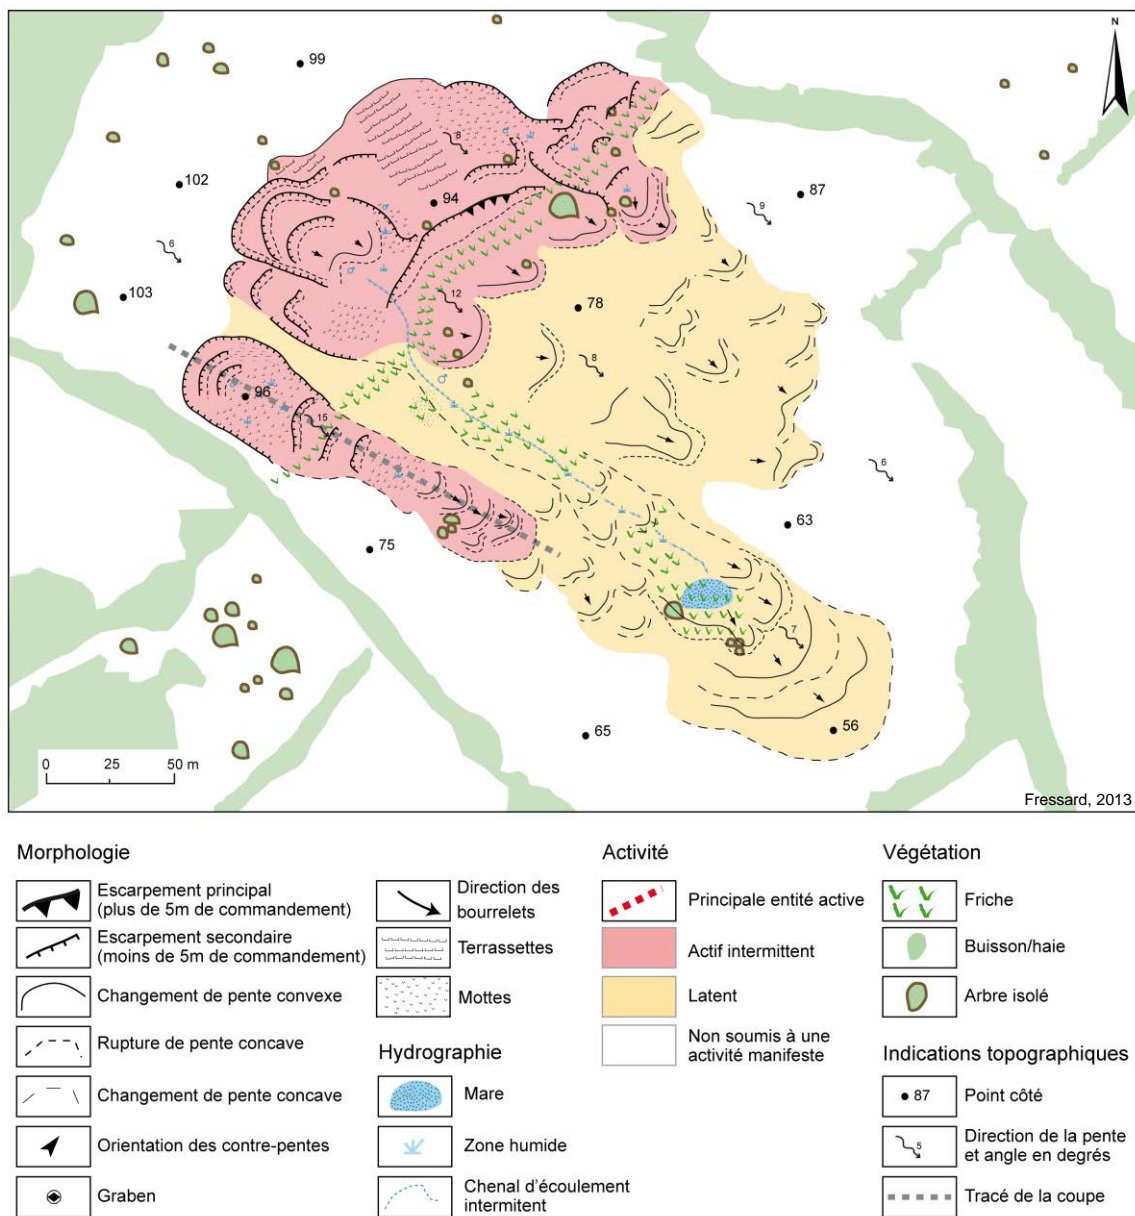 N
99
8
102
94
87
9
6
103
12
78
8
96
15
6
63
75
7
65
56
0 25 50 m
Fressard, 2013
Morphologie
Escarpement principal
(plus de 5m de commandement)
Escarpement secondaire
(moins de 5m de commandement)
Changement de pente convexe
Rupture de pente concave
Changement de pente concave
Orientation des contre-pentes
Graben
Direction des
bourrelets
Terrassettes
Mottes
Hydrographie
Mare
Zone humide
Chenal d'écoulement
intermitent
Activité
Principale entité active
Actif intermittent
Latent
Non soumis à une
activité manifeste
Végétation
Friche
Buisson/haie
Arbre isolé
Indications topographiques
87
Point côté
5
Direction de la pente
et angle en degrés
Tracé de la coupe